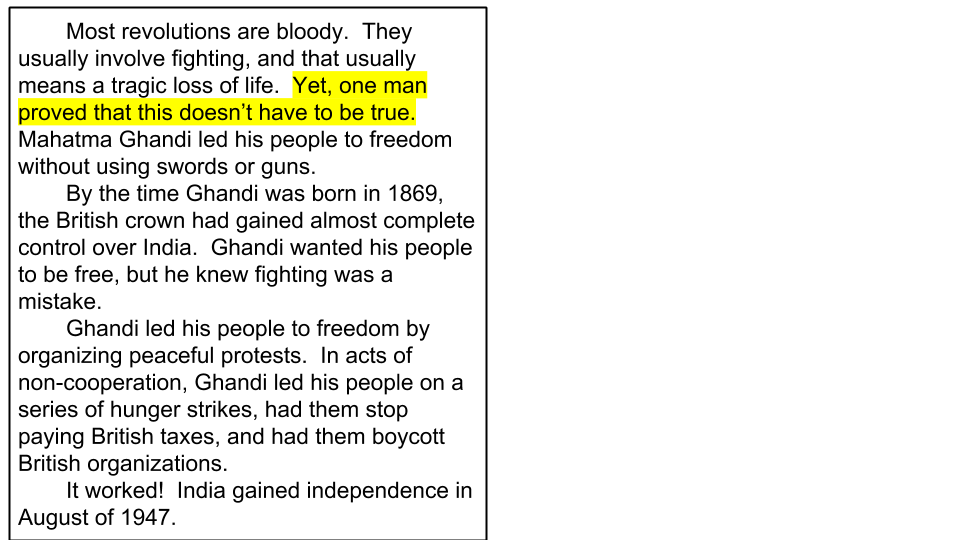 Most revolutions are bloody.  They
usually involve fighting, and that usually
means a tragic loss of life.  Yet, one man
proved that this doesn’t have to be true.
Mahatma Ghandi led his people to freedom
without using swords or guns.
By the time Ghandi was born in 1869,
the British crown had gained almost complete
control over India.  Ghandi wanted his people
to be free, but he knew fighting was a
mistake.
Ghandi led his people to freedom by
organizing peaceful protests.  In acts of
non-cooperation, Ghandi led his people on a
series of hunger strikes, had them stop
paying British taxes, and had them boycott
British organizations.
It worked!  India gained independence in
August of 1947.